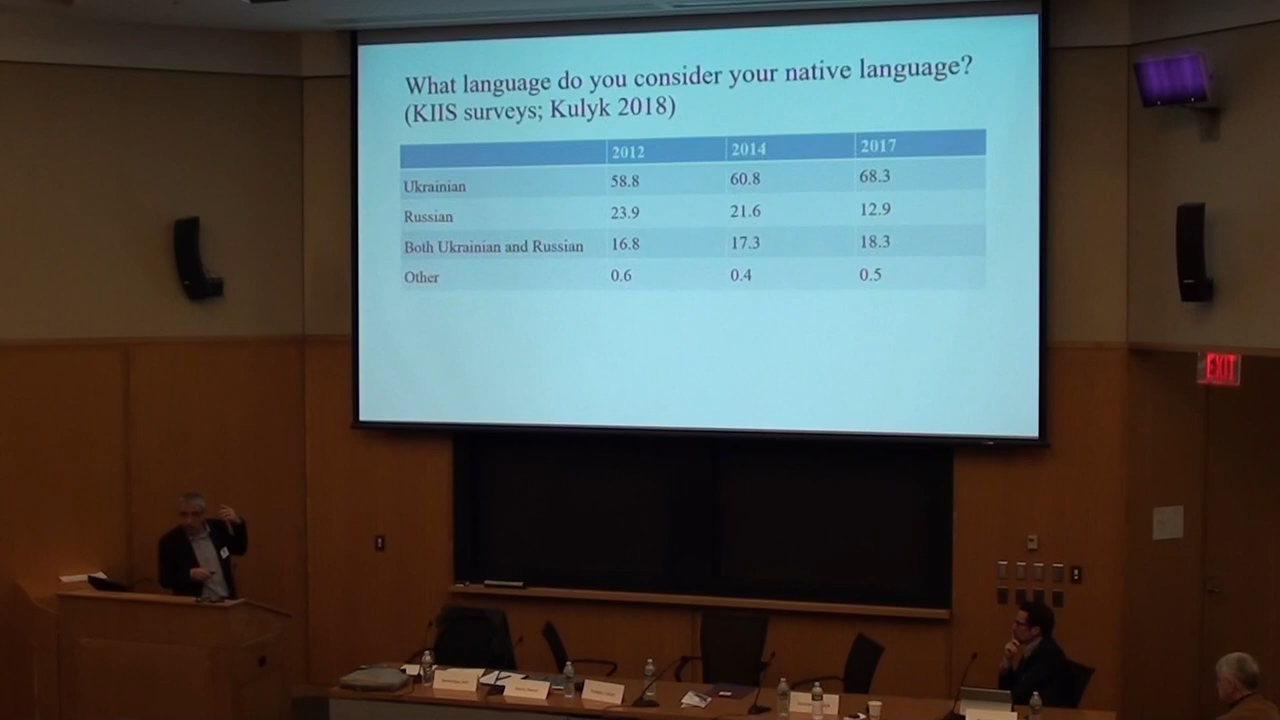 What language do you consider your native language?
(KIIS surveys; Kulyk 2018)
2012 2014 2017
Ukrainian 58.8 60.8 68.3
Russian 23.9 21.6 12.9
Both Ukrainian and Russian 16.8 17.3 18.3
Other 0.6 0.4 0.5
EXIT